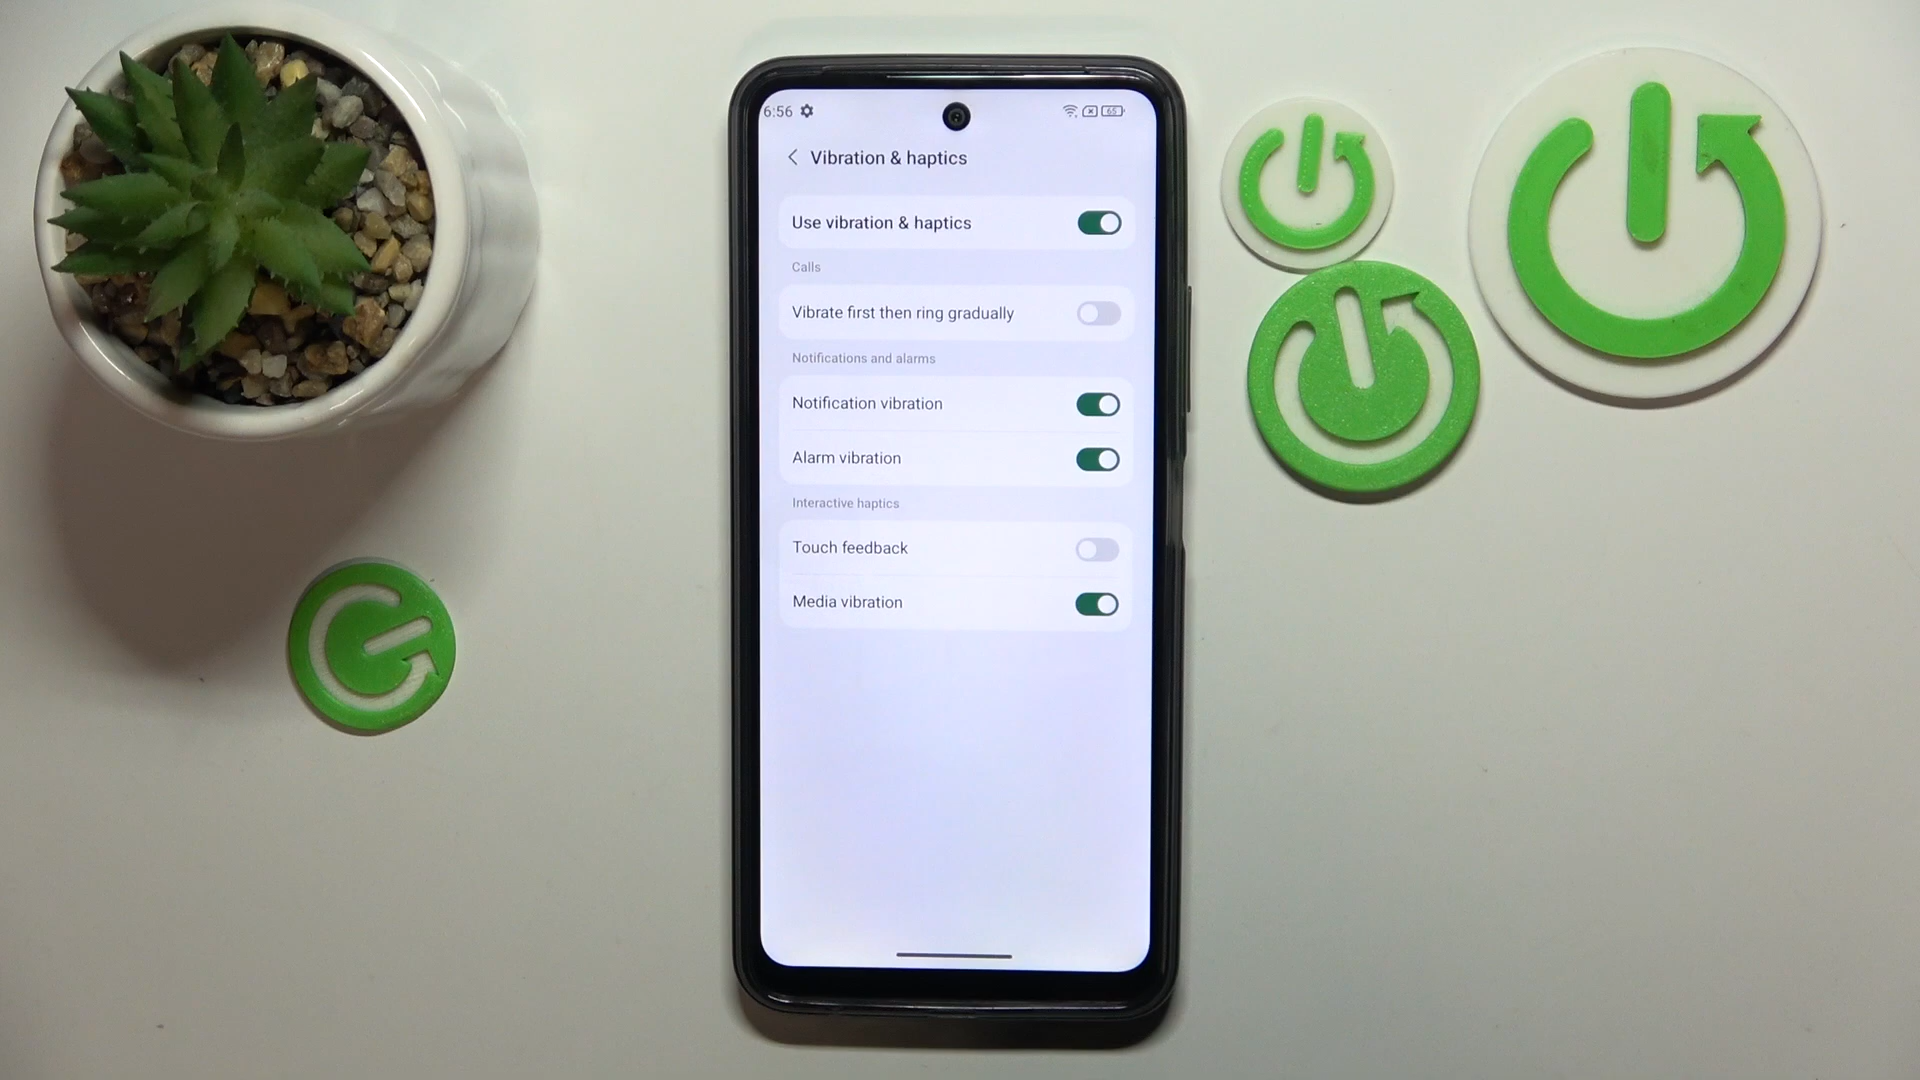 6:56 65
Vibration & haptics
Use vibration & haptics
Calls
Vibrate first then ring gradually
Notifications and alarms
Notification vibration
Alarm vibration
Interactive haptics
Touch feedback
Media vibration